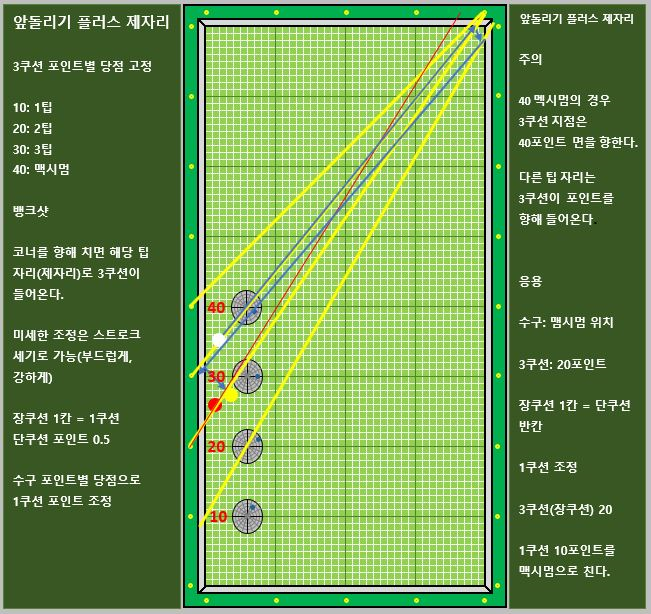 앞돌리기 플러스 제자리
3쿠션 포인트별 당점 고정
10: 1팁
20: 2팁
30: 3팁
40: 맥시멈
뱅크샷
코너를 향해 치면 해당 팁
자리(제자리)로 3쿠션이
들어온다.
미세한 조정은 스트로크
세기로 가능(부드럽게,
강하게)
장쿠션 1칸 = 1쿠션
단쿠션 포인트 0.5
수구 포인트별 당점으로
1쿠션 포인트 조정
40
30
20
10
앞돌리기 플러스 제자리
주의
40 멕시멈의 경우
3쿠션 지점은
40포인트 면을 향한다.
다른 팁 자리는
3쿠션이 포인트를
향해 들어온다.
응용
수구: 맴시멈 위치
3쿠션: 20포인트
장쿠션 1칸 = 단쿠션
반칸
1쿠션 조정
3쿠션(장쿠션) 20
1쿠션 10포인트를
맥시멈으로 친다.